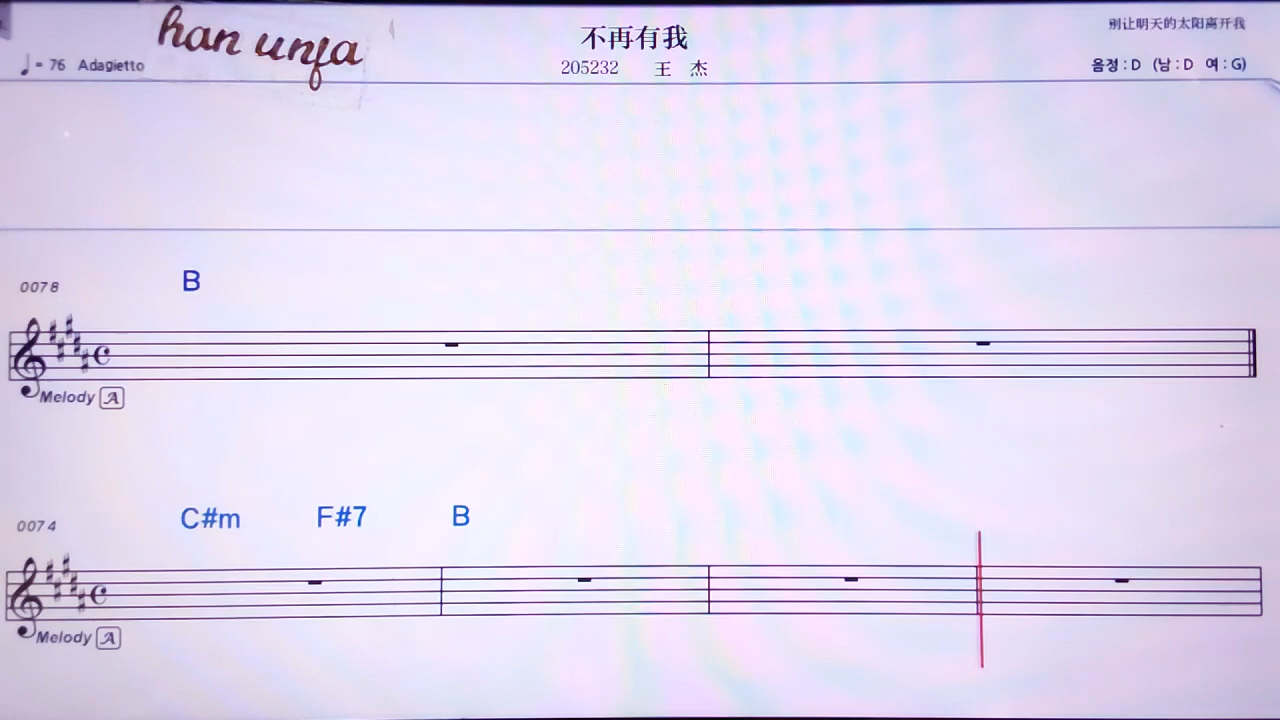 han unfa
不再有我
别让明天的太阳离开我
♩= 76 Adagietto
205232 王 杰
음정 : D (남 : D 여 : G)
0078
B
Melody A
0074
C#m F#7 B
Melody A